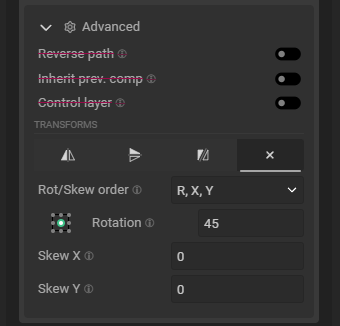 Advanced
Reverse path
Inherit prev. comp
Control layer
TRANSFORMS
Rot/Skew order R, X, Y
Rotation 45
Skew X 0
Skew Y 0